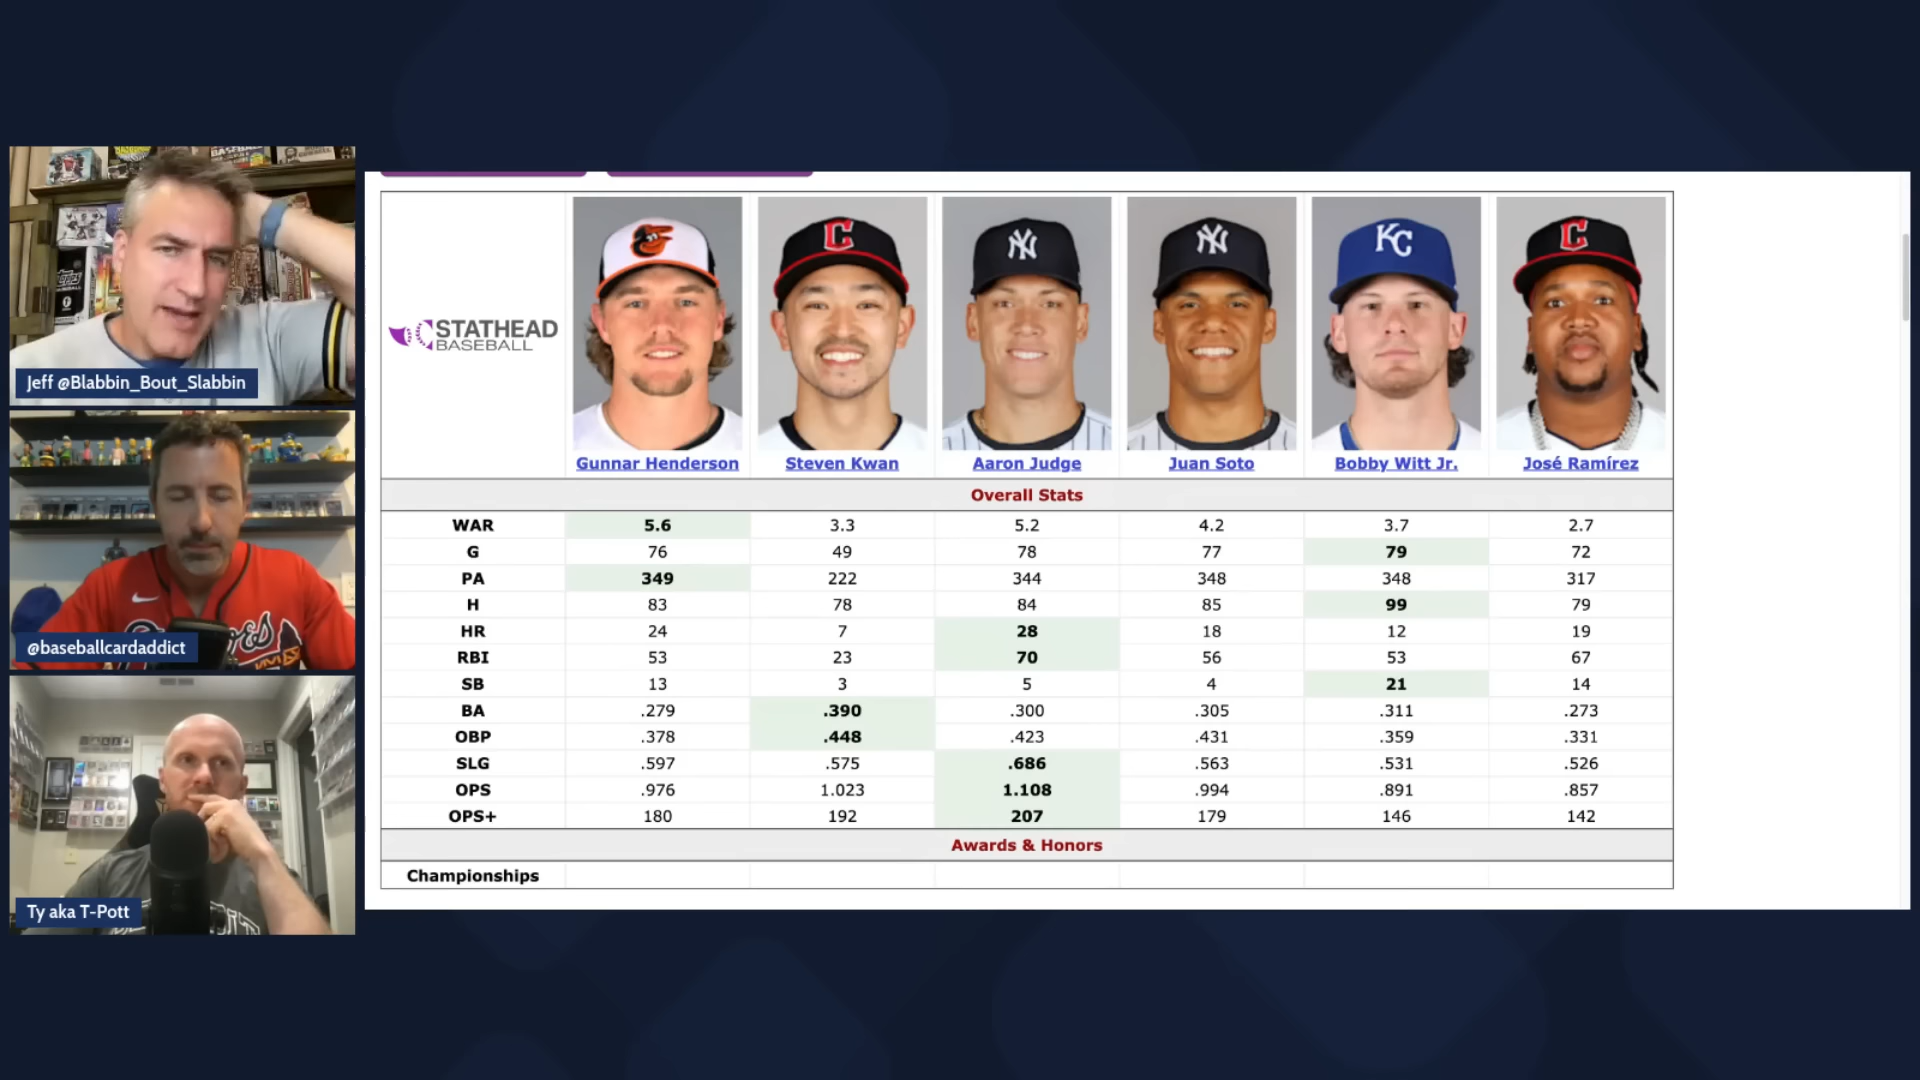 Jeff @Blabbin_Bout_Slabbin
@baseballcardaddict
Ty aka T-Pott
STATHEAD
BASEBALL
Gunnar Henderson Steven Kwan Aaron Judge Juan Soto Bobby Witt Jr. José Ramírez
Overall Stats
WAR 5.6 3.3 5.2 4.2 3.7 2.7
G 76 49 78 77 79 72
PA 349 222 344 348 348 317
H 83 78 84 85 99 79
HR 24 7 28 18 12 19
RBI 53 23 70 56 53 67
SB 13 3 5 4 21 14
BA .279 .390 .300 .305 .311 .273
OBP .378 .448 .423 .431 .359 .331
SLG .597 .575 .686 .563 .531 .526
OPS .976 1.023 1.108 .994 .891 .857
OPS+ 180 192 207 179 146 142
Awards & Honors
Championships